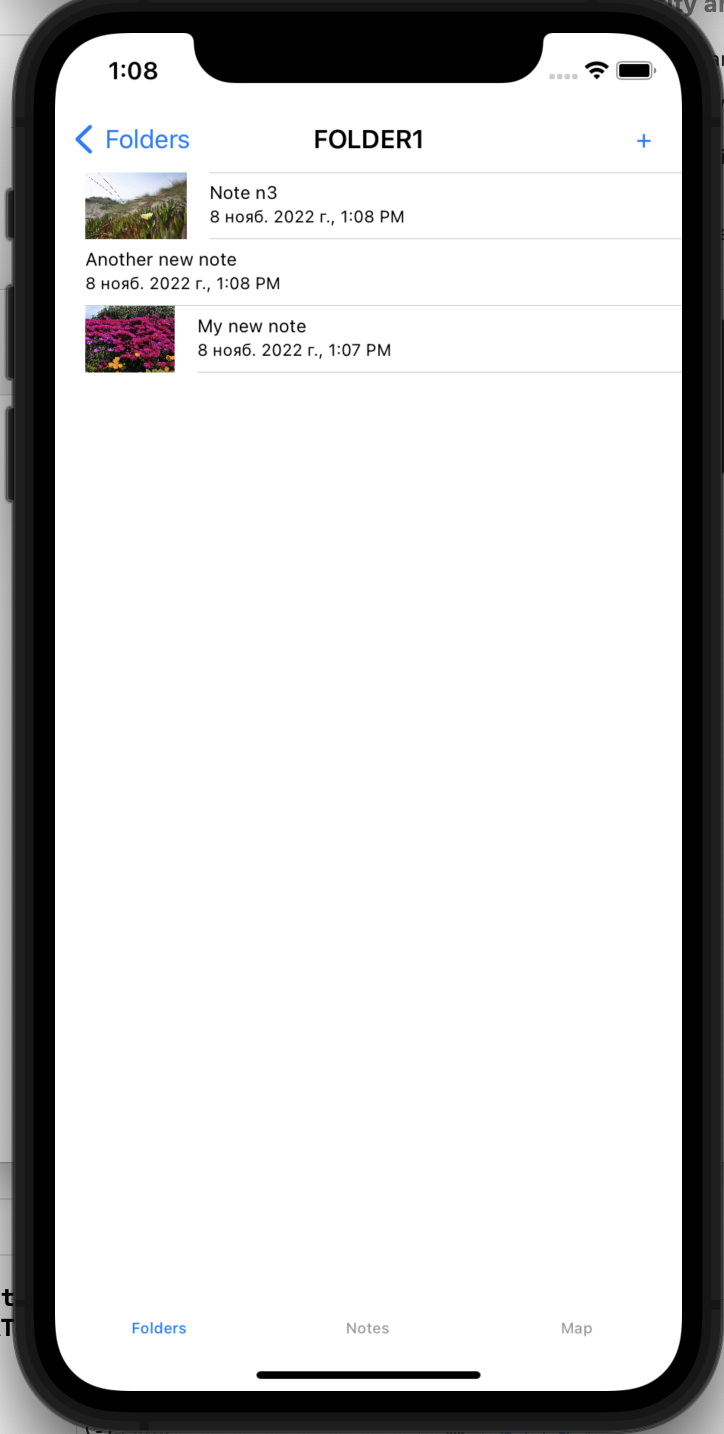 1:08
Folders
FOLDER1
+
Note n3
8 нояб. 2022 г., 1:08 PM
Another new note
8 нояб. 2022 г., 1:08 PM
My new note
8 нояб. 2022 г., 1:07 PM
Folders
Notes
Map